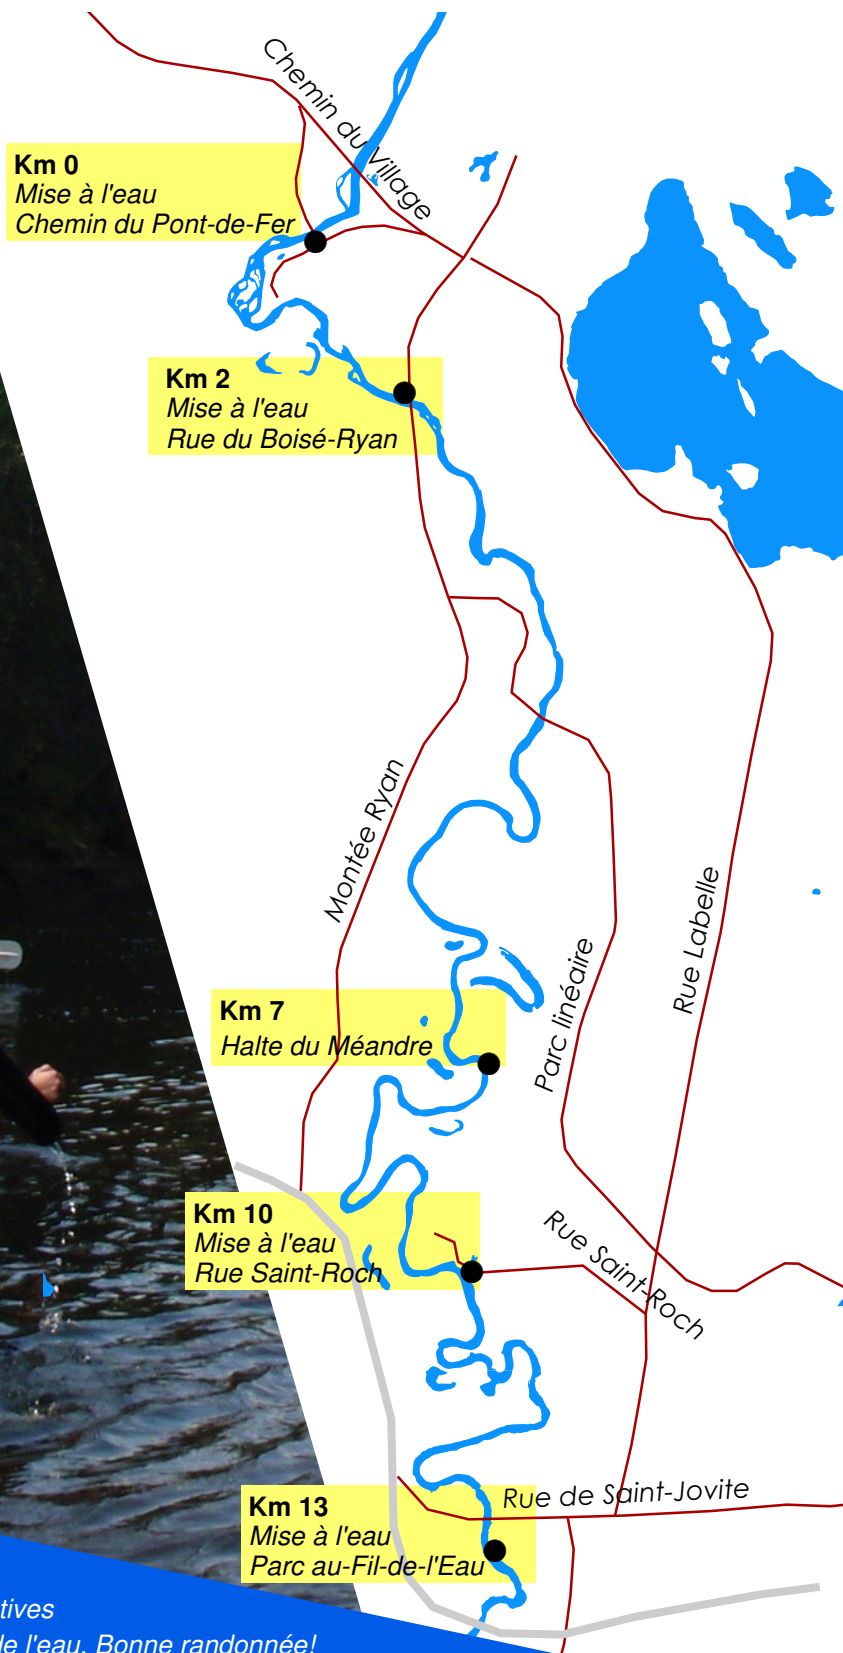 Chemin du Village
Km 0
Mise à l'eau
Chemin du Pont-de-Fer
Km 2
Mise à l'eau
Rue du Boisé-Ryan
Montée Ryan
Rue Labelle
Parc linéaire
Km 7
Halte du Méandre
Km 10
Mise à l'eau
Rue Saint-Roch
Rue Saint-Roch
Km 13
Mise à l'eau
Parc au-Fil-de-l'Eau
Rue de Saint-Jovite
l'eau. Bonne randonnée!